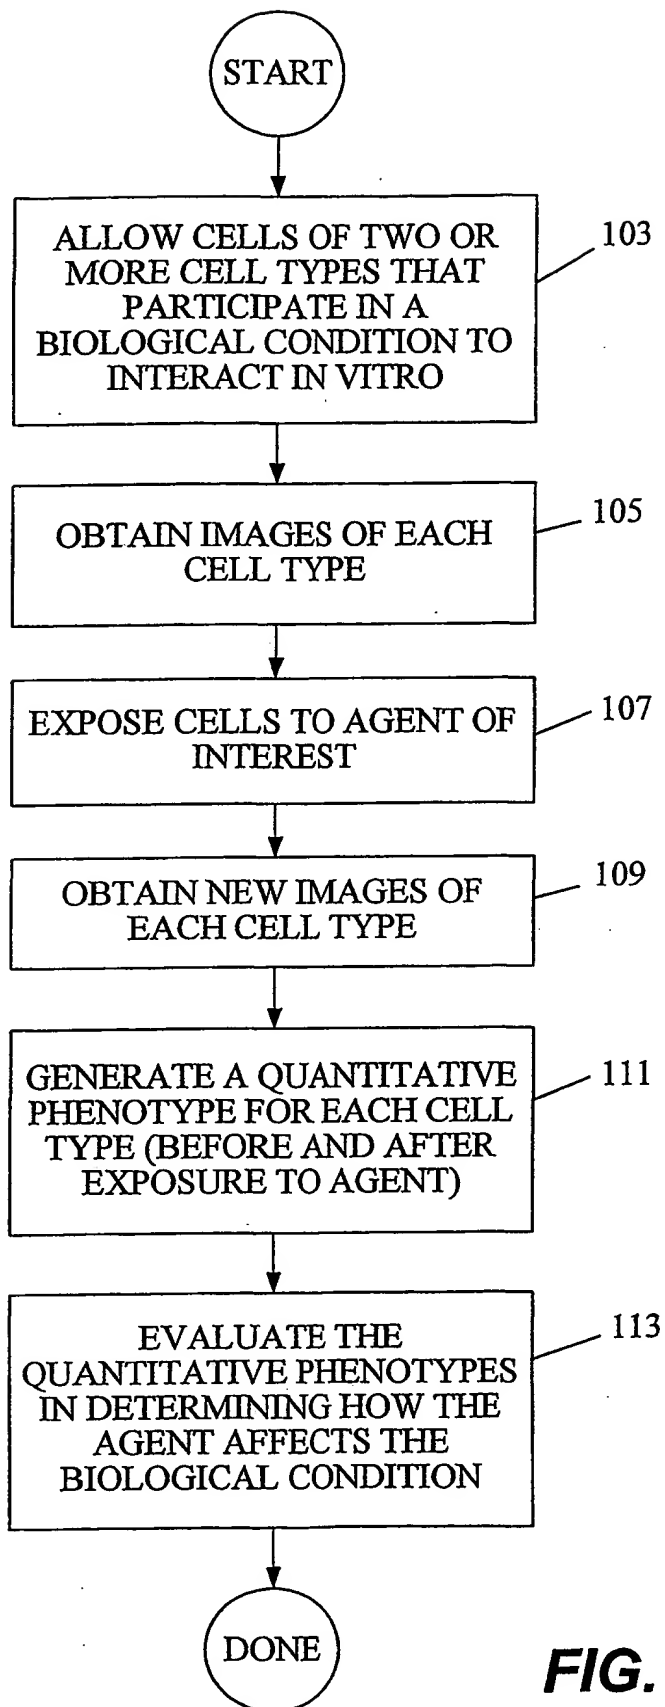 START
ALLOW CELLS OF TWO OR
MORE CELL TYPES THAT
PARTICIPATE IN A
BIOLOGICAL CONDITION TO
INTERACT IN VITRO
103
OBTAIN IMAGES OF EACH
CELL TYPE
105
EXPOSE CELLS TO AGENT OF
INTEREST
107
OBTAIN NEW IMAGES OF
EACH CELL TYPE
109
GENERATE A QUANTITATIVE
PHENOTYPE FOR EACH CELL
TYPE (BEFORE AND AFTER
EXPOSURE TO AGENT)
111
EVALUATE THE
QUANTITATIVE PHENOTYPES
IN DETERMINING HOW THE
AGENT AFFECTS THE
BIOLOGICAL CONDITION
113
DONE
FIG.